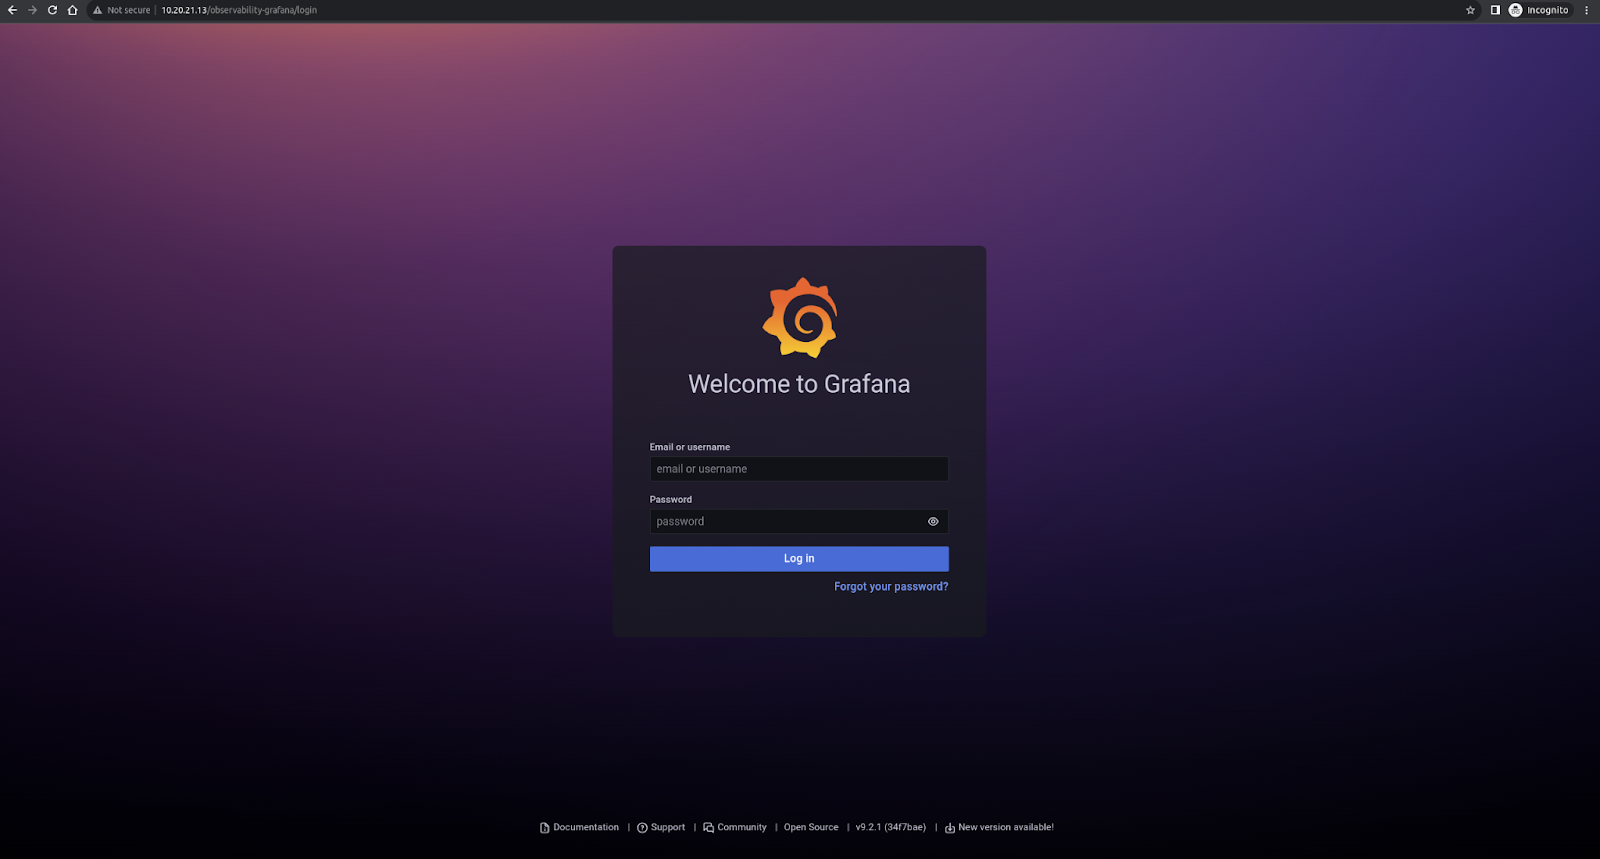 Not secure | 10.20.21.13/observability-grafana/login Incognito
Welcome to Grafana
Email or username
email or username
Password
password
Log in
Forgot your password?
Documentation | Support | Community | Open Source | v9.2.1 (34f7bae) | New version available!